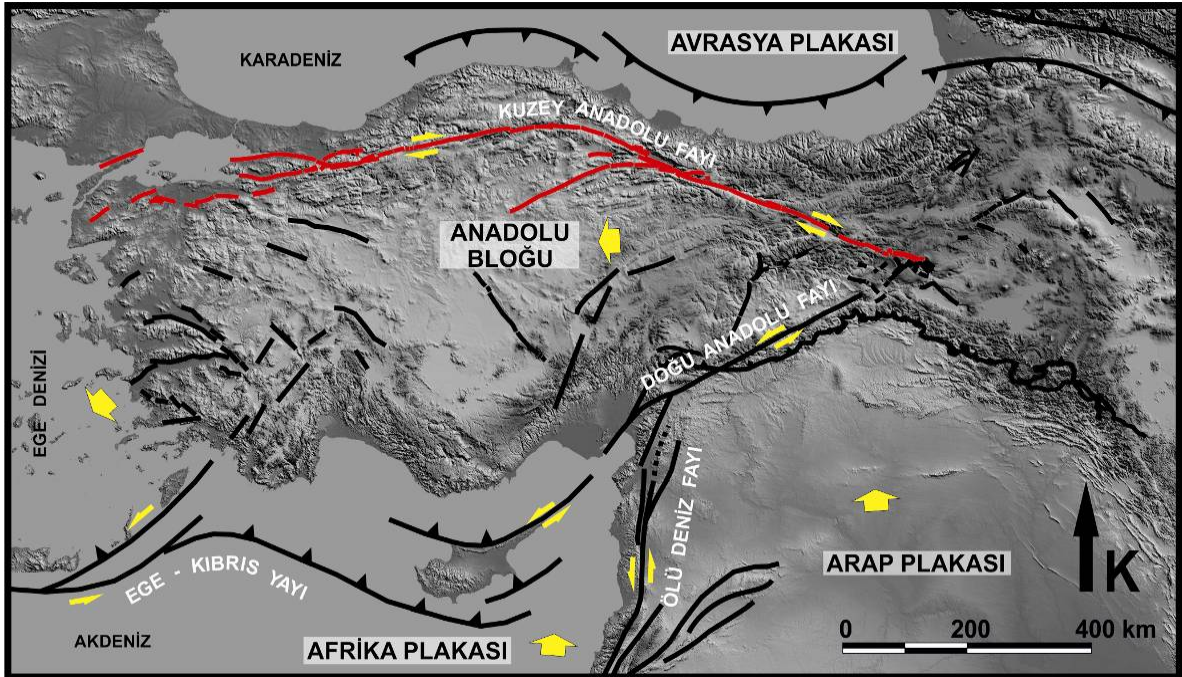 KARADENİZ
AVRASYA PLAKASI
KUZEY ANADOLU FAYI
ANADOLU
BLOĞU
DOĞU ANADOLU FAYI
EGE DENİZİ
ÖLÜ DENİZ FAYI
EGE - KIBRIS YAYI
ARAP PLAKASI
K
AKDENİZ
AFRİKA PLAKASI
0 200 400 km